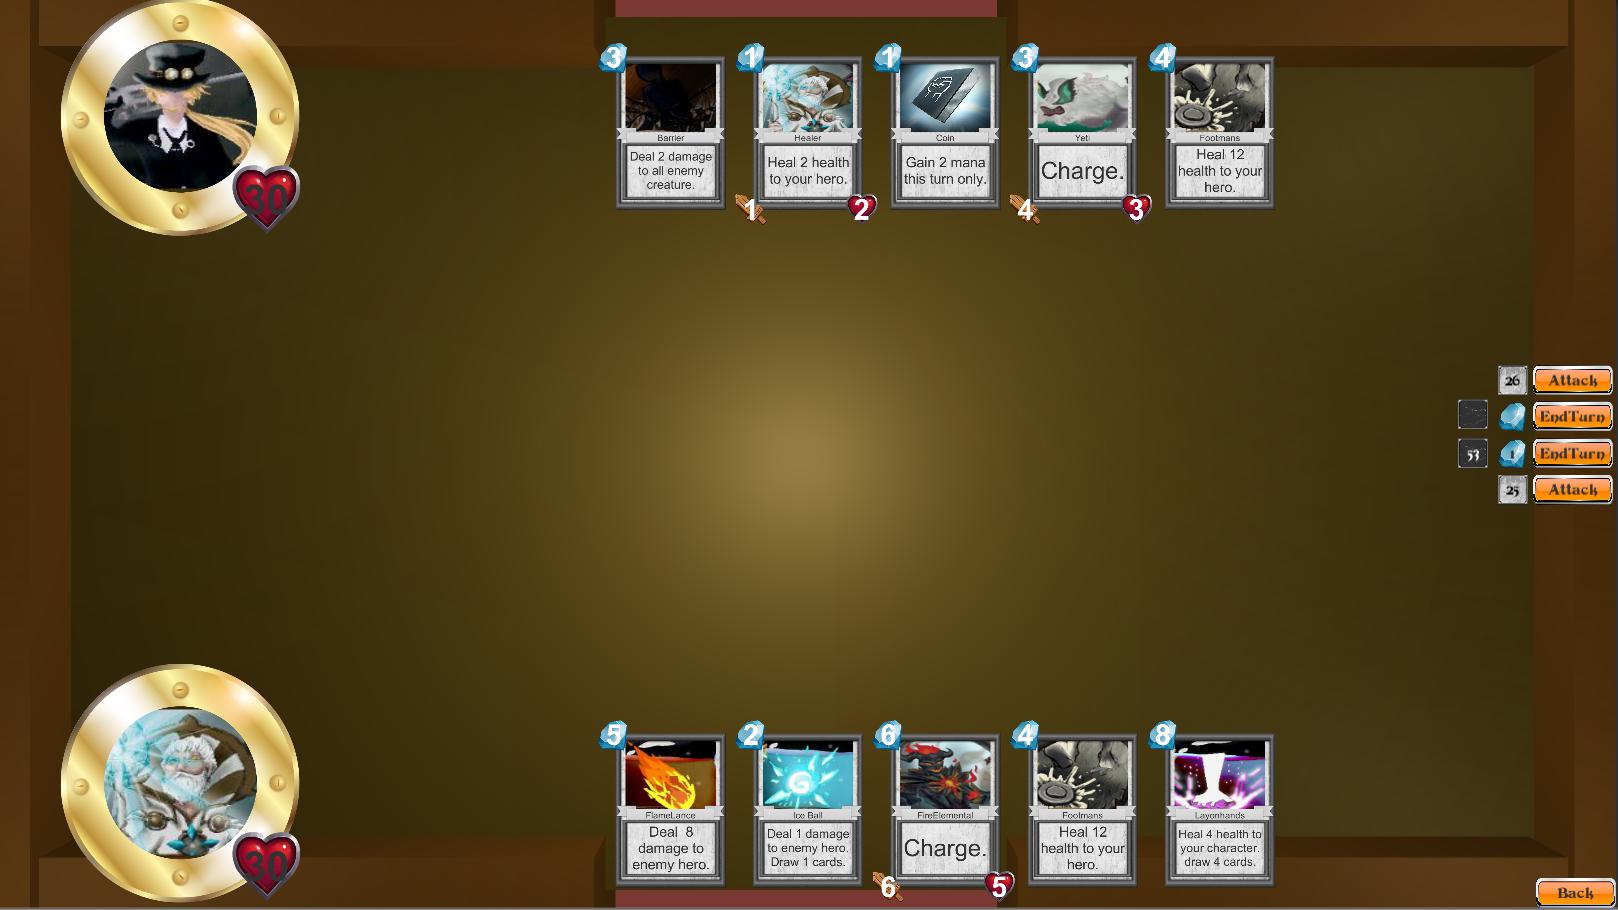 3
Barrier
Deal 2 damage
to all enemy
creature.
1
Healer
Heal 2 health
to your hero.
1
2
1
Coin
Gain 2 mana
this turn only.
3
Yeti
Charge.
4
3
4
Footmans
Heal 12
health to your
hero.
30
26
Attack
EndTurn
53
1
EndTurn
25
Attack
5
FlameLance
Deal 8
damage to
enemy hero.
2
Ice Ball
Deal 1 damage
to enemy hero.
Draw 1 cards.
6
FireElemental
Charge.
6
5
4
Footmans
Heal 12
health to your
hero.
8
Layonhands
Heal 4 health to
your character.
draw 4 cards.
30
Back